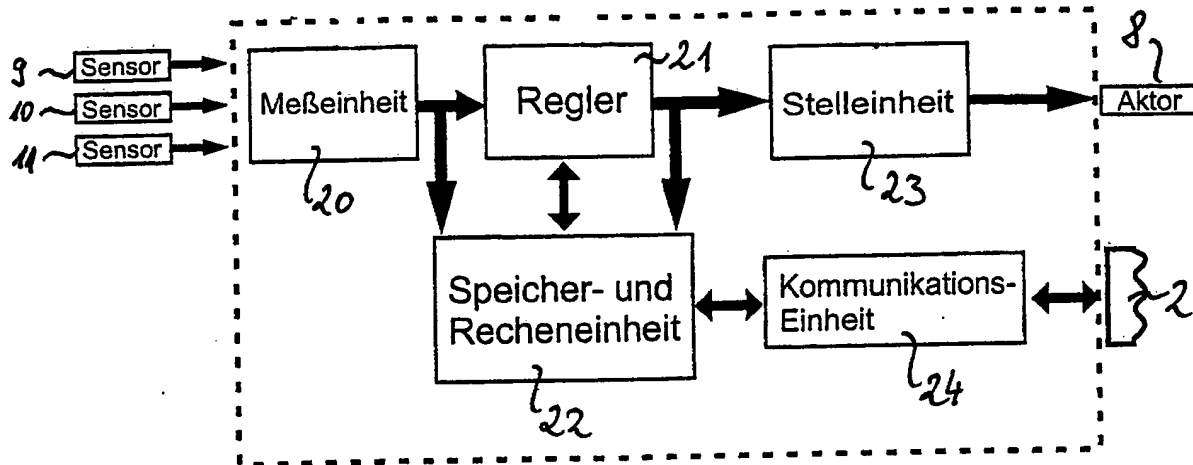 8
21
9 Sensor
10 Sensor
11 Sensor
Meßeinheit
Regler
Stelleinheit
Aktor
20
23
Speicher- und
Recheneinheit
Kommunikations-
Einheit
2
22
24